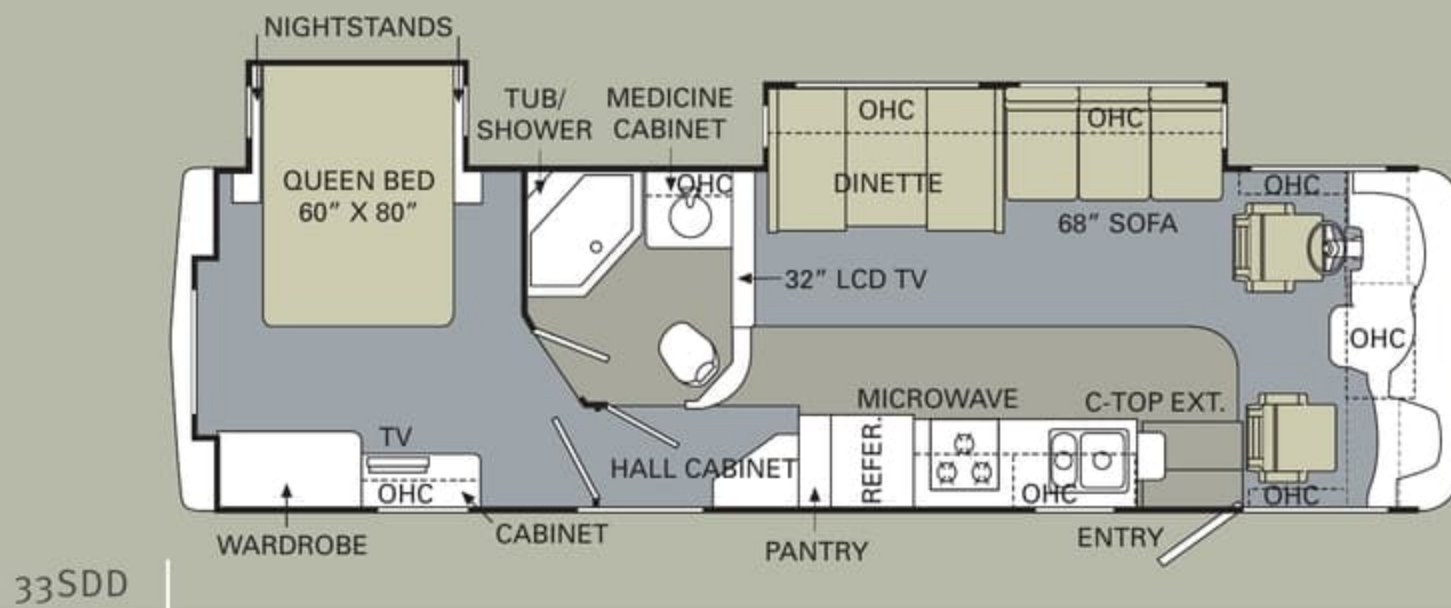 NIGHTSTANDS
TUB/
SHOWER
MEDICINE
CABINET
OHC
OHC
OHC
QUEEN BED
60” X 80”
DINETTE
OHC
68” SOFA
32” LCD TV
OHC
MICROWAVE
C-TOP EXT.
TV
HALL CABINET
REFER.
OHC
OHC
OHC
WARDROBE
CABINET
PANTRY
ENTRY
33SDD